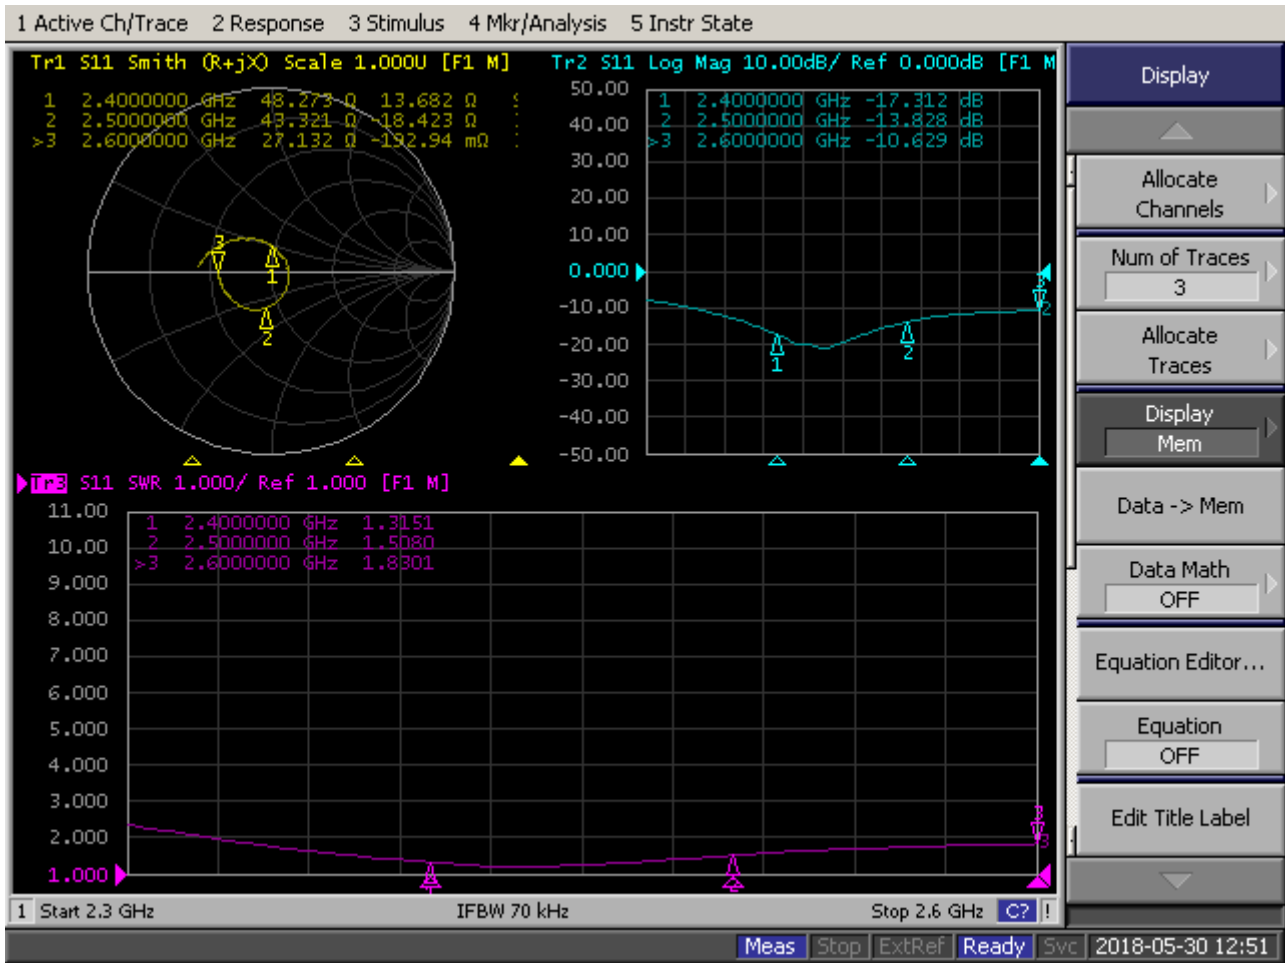 1 Active Ch/Trace 2 Response 3 Stimulus 4 Mkr/Analysis 5 Instr State
Tr1 S11 Smith (R+jX) Scale 1.000U [F1 M]
1 2.4000000 GHz 48.273 Ω 13.682 Ω
2 2.5000000 GHz 43.321 Ω -18.423 Ω
>3 2.6000000 GHz 27.132 Ω -192.94 mΩ
3
1
2
Tr2 S11 Log Mag 10.00dB/ Ref 0.000dB [F1 M
50.00
40.00
30.00
20.00
10.00
0.000
-10.00
-20.00
-30.00
-40.00
-50.00
1 2.4000000 GHz -17.312 dB
2 2.5000000 GHz -13.828 dB
>3 2.6000000 GHz -10.629 dB
1
2
3
2
Tr3 S11 SWR 1.000/ Ref 1.000 [F1 M]
11.00
10.00
9.000
8.000
7.000
6.000
5.000
4.000
3.000
2.000
1.000
1 2.4000000 GHz 1.3151
2 2.5000000 GHz 1.5080
>3 2.6000000 GHz 1.8301
3
3
1 Start 2.3 GHz IFBW 70 kHz Stop 2.6 GHz C? !
Display
Allocate
Channels
Num of Traces
3
Allocate
Traces
Display
Mem
Data -> Mem
Data Math
OFF
Equation Editor...
Equation
OFF
Edit Title Label
Meas Stop ExtRef Ready Svc 2018-05-30 12:51